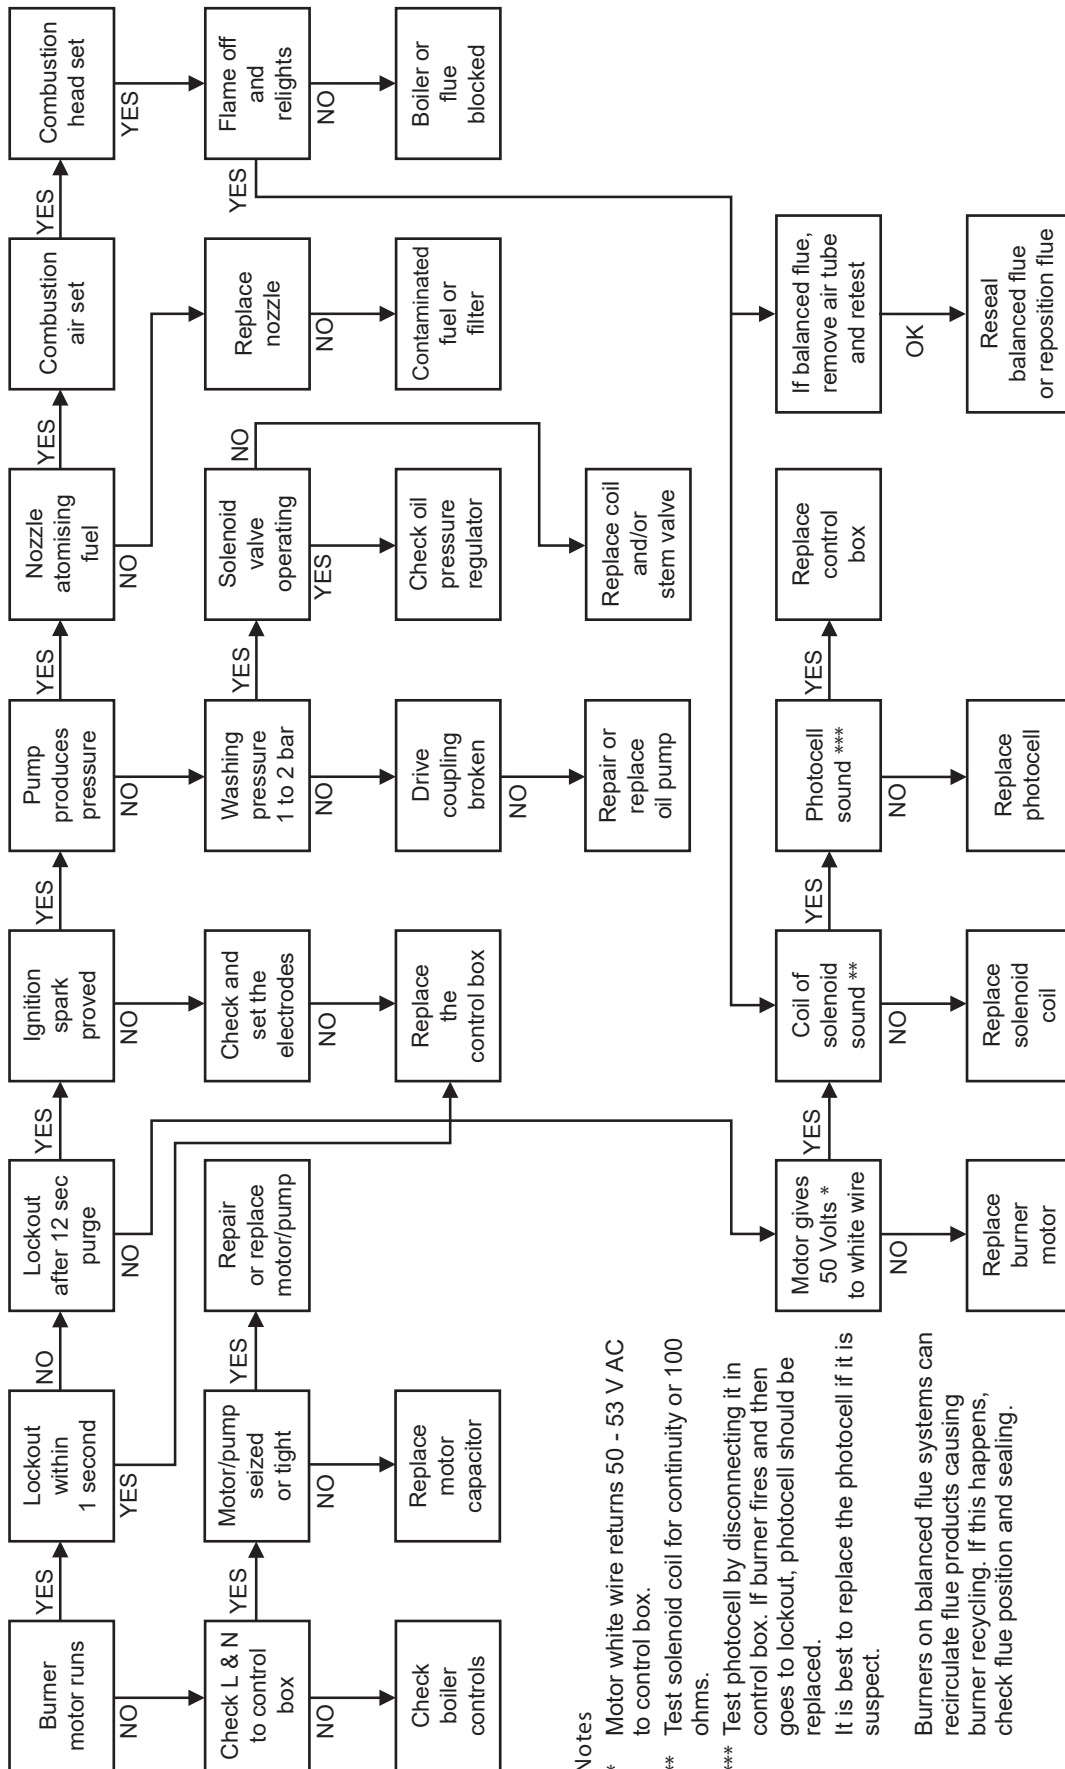 Burner
motor runs
YES
NO
Lockout
within
1 second
NO
YES
Lockout
after 12 sec
purge
YES
NO
Ignition
spark
proved
YES
NO
Pump
produces
pressure
YES
NO
Nozzle
atomising
fuel
YES
NO
Combustion
air set
YES
Combustion
head set
YES
Check L & N
to control
box
YES
NO
Motor/pump
seized
or tight
YES
NO
Repair
or replace
motor/pump
Check and
set the
electrodes
NO
Washing
pressure
1 to 2 bar
YES
NO
Solenoid
valve
operating
NO
YES
Replace
nozzle
NO
Flame off
and
relights
YES
NO
Check
boiler
controls
Replace
motor
capacitor
Replace
the
control box
Drive
coupling
broken
NO
Check oil
pressure
regulator
Contaminated
fuel or
filter
Boiler or
flue
blocked
Repair or
replace
oil pump
Replace coil
and/or
stem valve
Motor gives
50 Volts *
to white wire
YES
NO
Coil of
solenoid
sound **
YES
NO
Photocell
sound ***
YES
NO
Replace
control
box
If balanced flue,
remove air tube
and retest
OK
Replace
burner
motor
Replace
solenoid
coil
Replace
photocell
Reseal
balanced flue
or reposition flue
Notes
* Motor white wire returns 50 - 53 V AC
to control box.
** Test solenoid coil for continuity or 100
ohms.
*** Test photocell by disconnecting it in
control box. If burner fires and then
goes to lockout, photocell should be
replaced.
It is best to replace the photocell if it is
suspect.
Burners on balanced flue systems can
recirculate flue products causing
burner recycling. If this happens,
check flue position and sealing.